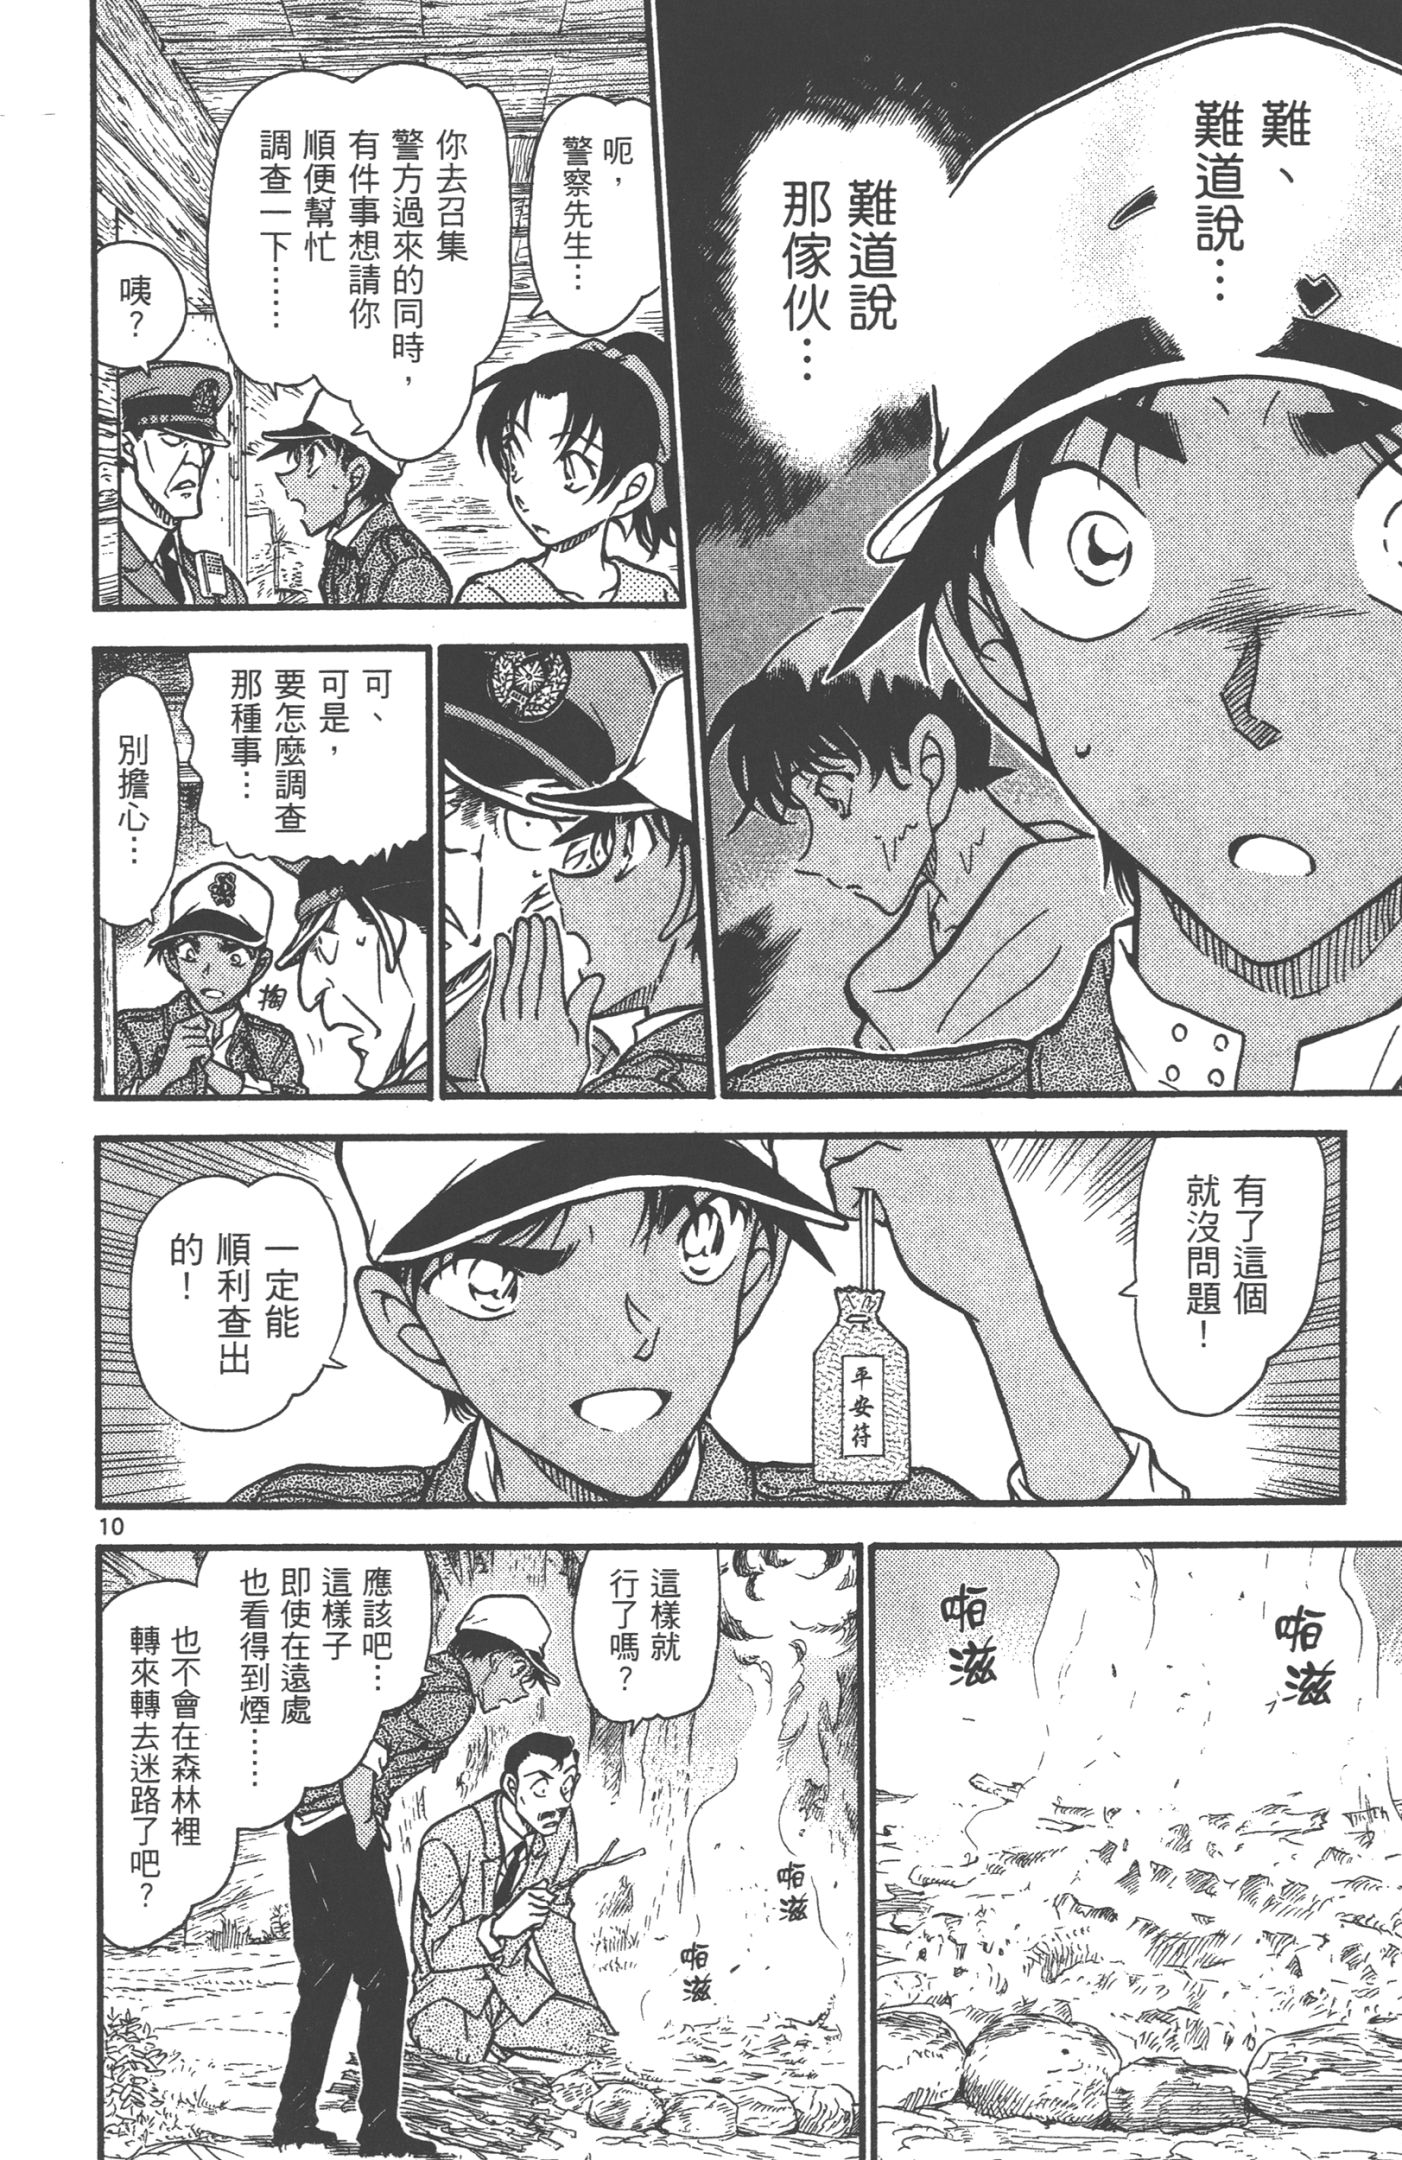 難、
難道說…
難道說
那傢伙…
呃，
警察先生…
你去召集
警方過來的同時，
有件事想請你
順便幫忙
調查一下……
咦？
可、
可是，
要怎麼調查
那種事…
掏
別擔心…
有了這個
就沒問題！
平安符
一定能
順利查出
的！
10
啪滋
啪滋
這樣就
行了嗎？
應該吧…
這樣子
即使在遠處
也看得到煙……
也不會在森林裡
轉來轉去迷路了吧？
啪滋
啪滋